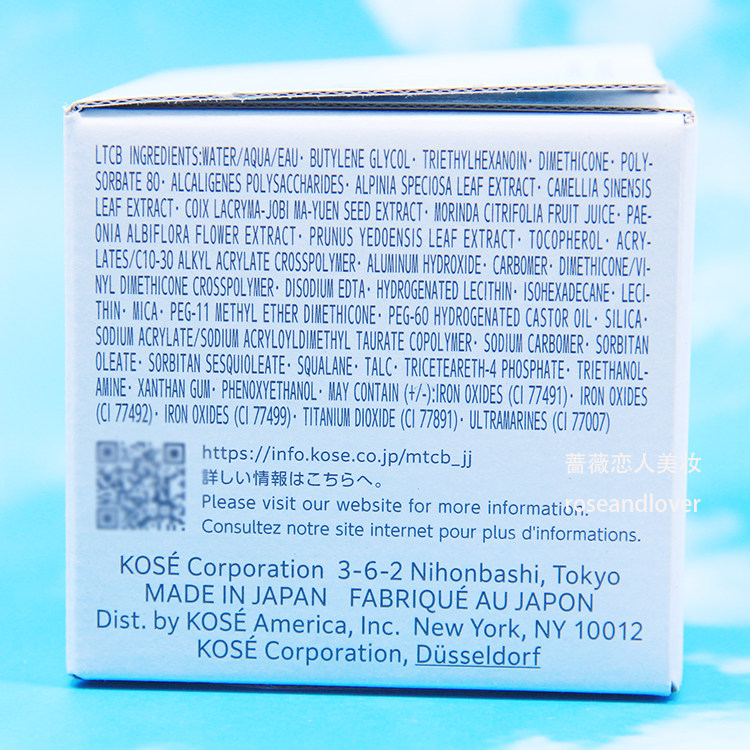 LTCB INGREDIENTS:WATER/AQUA/EAU· BUTYLENE GLYCOL· TRIETHYLHEXANOIN· DIMETHICONE· POLY-
SORBATE 80· ALCALIGENES POLYSACCHARIDES· ALPINIA SPECIOSA LEAF EXTRACT· CAMELLIA SINENSIS
LEAF EXTRACT· COIX LACRYMA-JOBI MA-YUEN SEED EXTRACT· MORINDA CITRIFOLIA FRUIT JUICE· PAE-
ONIA ALBIFLORA FLOWER EXTRACT· PRUNUS YEDOENSIS LEAF EXTRACT· TOCOPHEROL· ACRY-
LATES/C10-30 ALKYL ACRYLATE CROSSPOLYMER· ALUMINUM HYDROXIDE· CARBOMER· DIMETHICONE/VI-
NYL DIMETHICONE CROSSPOLYMER· DISODIUM EDTA· HYDROGENATED LECITHIN· ISOHEXADECANE· LECI-
THIN· MICA· PEG-11 METHYL ETHER DIMETHICONE· PEG-60 HYDROGENATED CASTOR OIL· SILICA·
SODIUM ACRYLATE/SODIUM ACRYLOYLDIMETHYL TAURATE COPOLYMER· SODIUM CARBOMER· SORBITAN
OLEATE· SORBITAN SESQUIOLEATE· SQUALANE· TALC· TRICETEARETH-4 PHOSPHATE· TRIETHANOL-
AMINE· XANTHAN GUM· PHENOXYETHANOL· MAY CONTAIN (+/-):IRON OXIDES (CI 77491)· IRON OXIDES
(CI 77492)· IRON OXIDES (CI 77499)· TITANIUM DIOXIDE (CI 77891)· ULTRAMARINES (CI 77007)
https://info.kose.co.jp/mtcb_jj
詳しい情報はこちらへ。
Please visit our website for more information.
Consultez notre site internet pour plus d'informations.
蔷薇恋人美妆
roseandlover
KOSÉ Corporation 3-6-2 Nihonbashi, Tokyo
MADE IN JAPAN FABRIQUÉ AU JAPON
Dist. by KOSÉ America, Inc. New York, NY 10012
KOSÉ Corporation, Düsseldorf